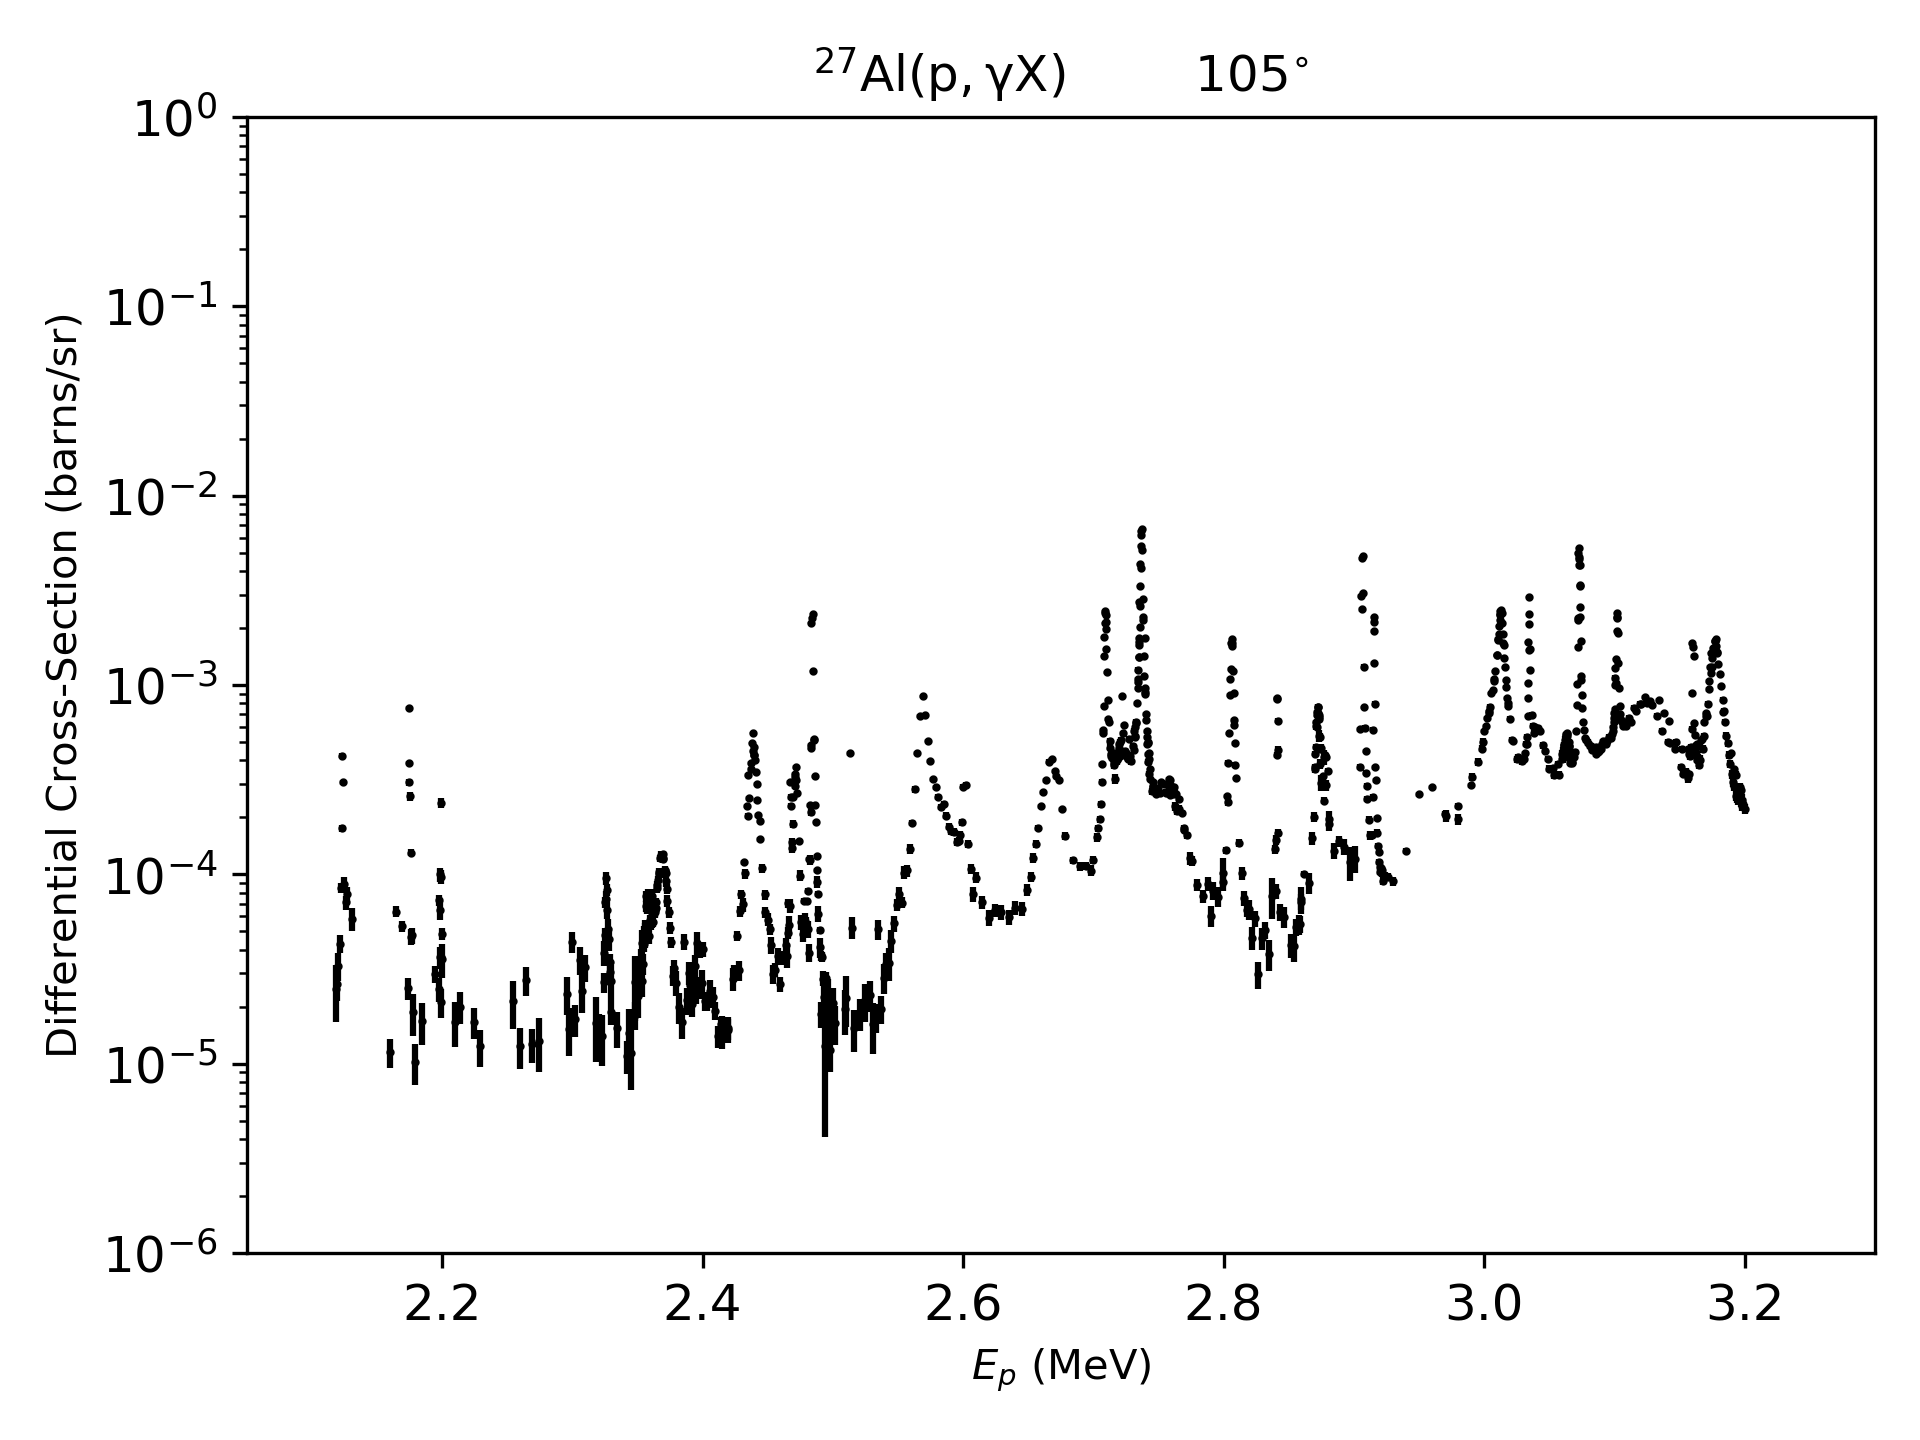 ²⁷Al(p, γX) 105°
Differential Cross-Section (barns/sr)
10⁰
10⁻¹
10⁻²
10⁻³
10⁻⁴
10⁻⁵
10⁻⁶
2.2 2.4 2.6 2.8 3.0 3.2
Eₚ (MeV)